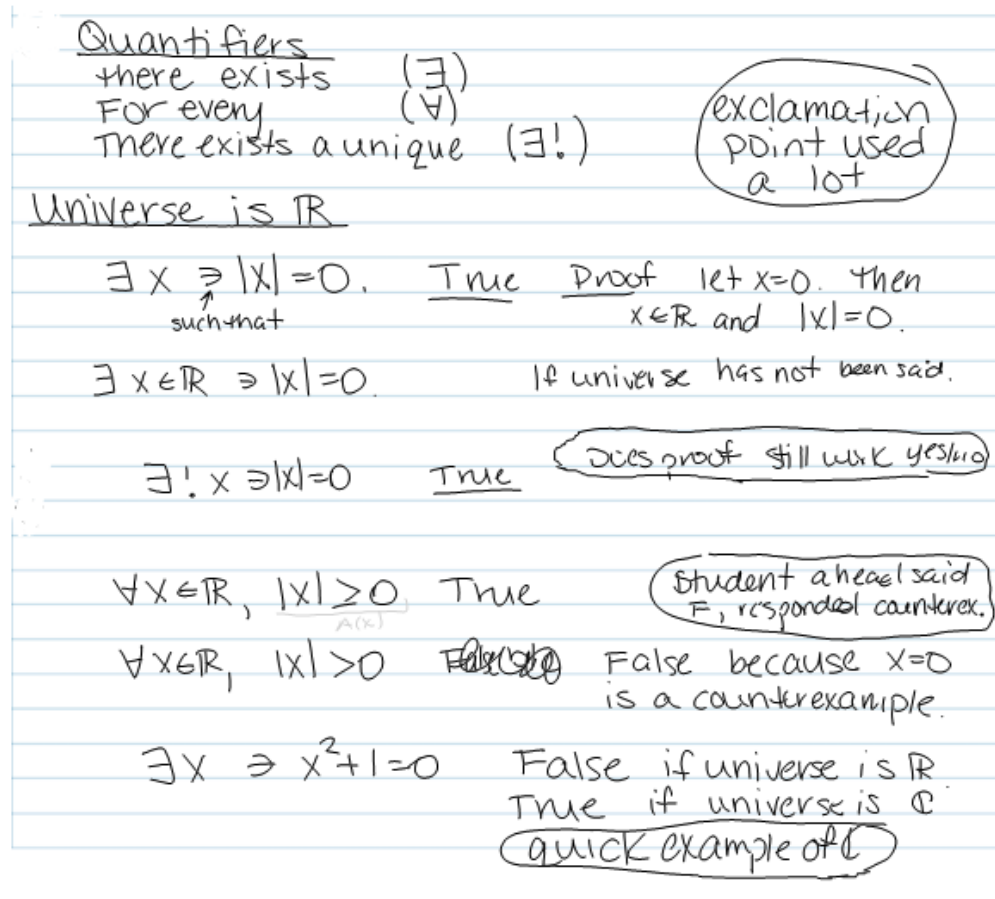 Quantifiers
there exists (∃)
For every (∀)
There exists a unique (∃!)
exclamation
point used
a lot
Universe is ℝ
∃ x ∋ |x| = 0. True Proof let x=0. Then
such that x∈ℝ and |x|=0.
∃ x∈ℝ ∋ |x|=0. If universe has not been said.
Does proof still work yes/no
∃! x ∋ |x|=0 True
∀x∈ℝ, |x| ≥ 0 True
A(x)
Student ahead said
F, responded counterex.
∀x∈ℝ, |x| > 0 False because x=0
is a counterexample.
∃x ∋ x²+1=0 False if universe is ℝ
True if universe is ℂ
quick example of ℂ